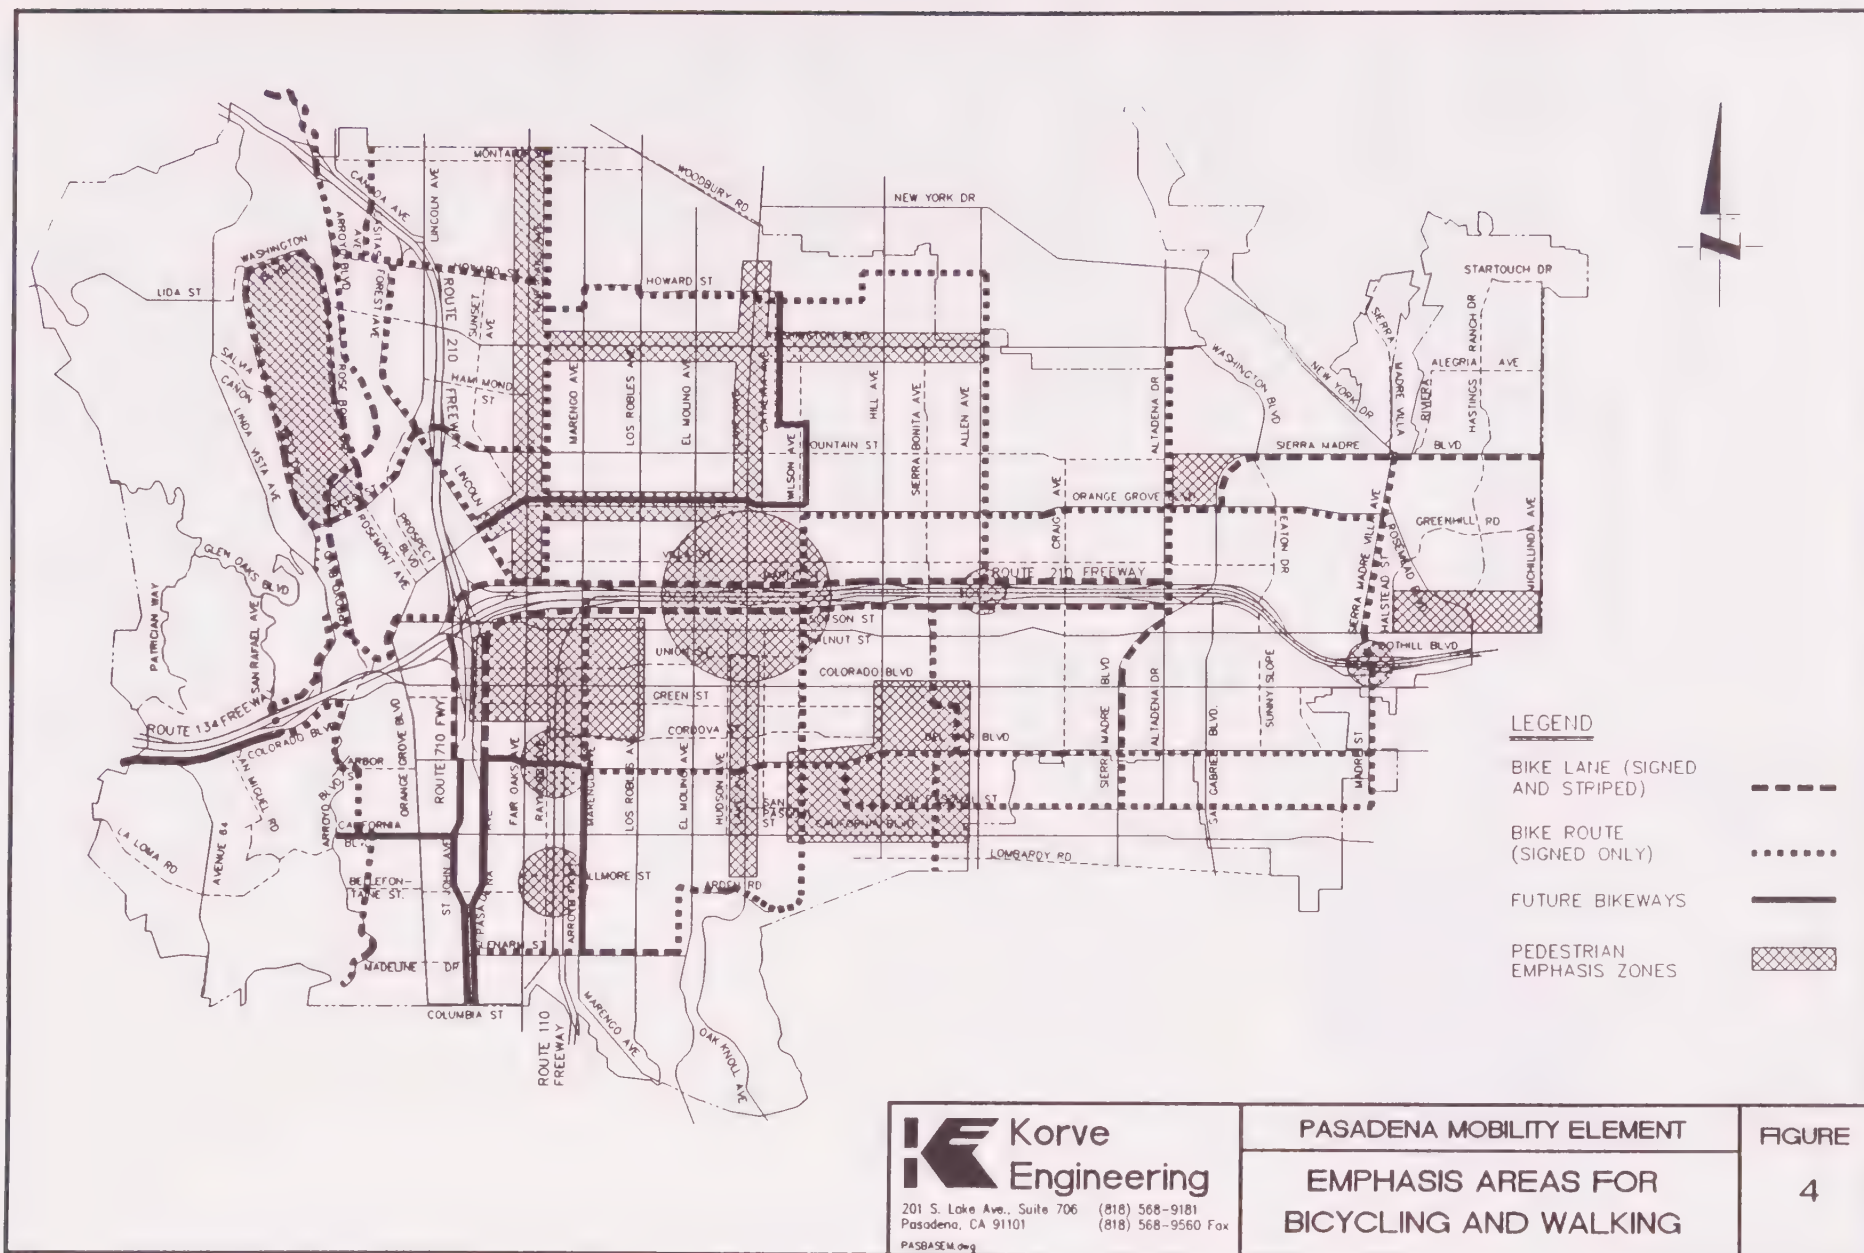 MONTANA
WOODBURY RD
NEW YORK DR
CANADA AVE
LINCOLN AVE
ARROYO BLVD
AVE
WASHINGTON
BLVD
FOREST AVE
LIDA ST
ROUTE 210 FREEWAY
SUNSET
AVE
HOWARD ST
STARTOUCH DR
SIERRA
MADRE VILLA
RIVIERA
HASTINGS RANCH DR
ALEGRIA AVE
WASHINGTON BLVD
NEW YORK DR
SALVIA
CANON
LINDA VISTA AVE
HAMMOND
ST
MARENGO AVE
LOS ROBLES AVE
EL MOLINO AVE
HILL AVE
SIERRA BONITA AVE
ALLEN AVE
ALTADENA DR
WILSON AVE
SIERRA MADRE BLVD
LINCOLN
ORANGE GROVE
CRAIG AVE
EATON DR
GREENHILL RD
MICHILLINDA AVE
ROSEMONT AVE
PROSPECT
BLVD
GLEN OAKS BLVD
PATRICIAN WAY
SAN RAFAEL AVE
ROUTE 210 FREEWAY
SIERRA MADRE VILLA AVE
HALSTEAD ST
WALNUT ST
UNION ST
COLORADO BLVD
GREEN ST
CORDOVA
SIERRA MADRE BLVD
ALTADENA DR
SAN GABRIEL BLVD.
SUNNY SLOPE
FOOTHILL BLVD
ROUTE 134 FREEWAY
COLORADO BLVD
ORANGE GROVE BLVD
ROUTE 710 FWY
ARBOR
ST
FAIR OAKS AVE
MARENGO AVE
LOS ROBLES AVE
EL MOLINO AVE
HUDSON AVE
SAN
PASQUAL
ST
DEL MAR BLVD
MADRE ST
LA LOMA RD
AVENUE 64
SAN MIGUEL RD
ARROYO BLVD
CALIFORNIA
BLVD
CALIFORNIA BLVD
LOMBARDY RD
BELLEFON-
TAINE ST.
ST JOHN AVE
PASADENA AVE
FILLMORE ST
ARDEN RD
GLENARM ST
MADELINE DR
COLUMBIA ST
ROUTE 110
FREEWAY
MARENGO AVE
OAK KNOLL AVE
LEGEND
BIKE LANE (SIGNED
AND STRIPED)
BIKE ROUTE
(SIGNED ONLY)
FUTURE BIKEWAYS
PEDESTRIAN
EMPHASIS ZONES
Korve
Engineering
201 S. Lake Ave., Suite 706 (818) 568-9181
Pasadena, CA 91101 (818) 568-9560 Fax
PASBASEM.dwg
PASADENA MOBILITY ELEMENT
EMPHASIS AREAS FOR
BICYCLING AND WALKING
FIGURE
4